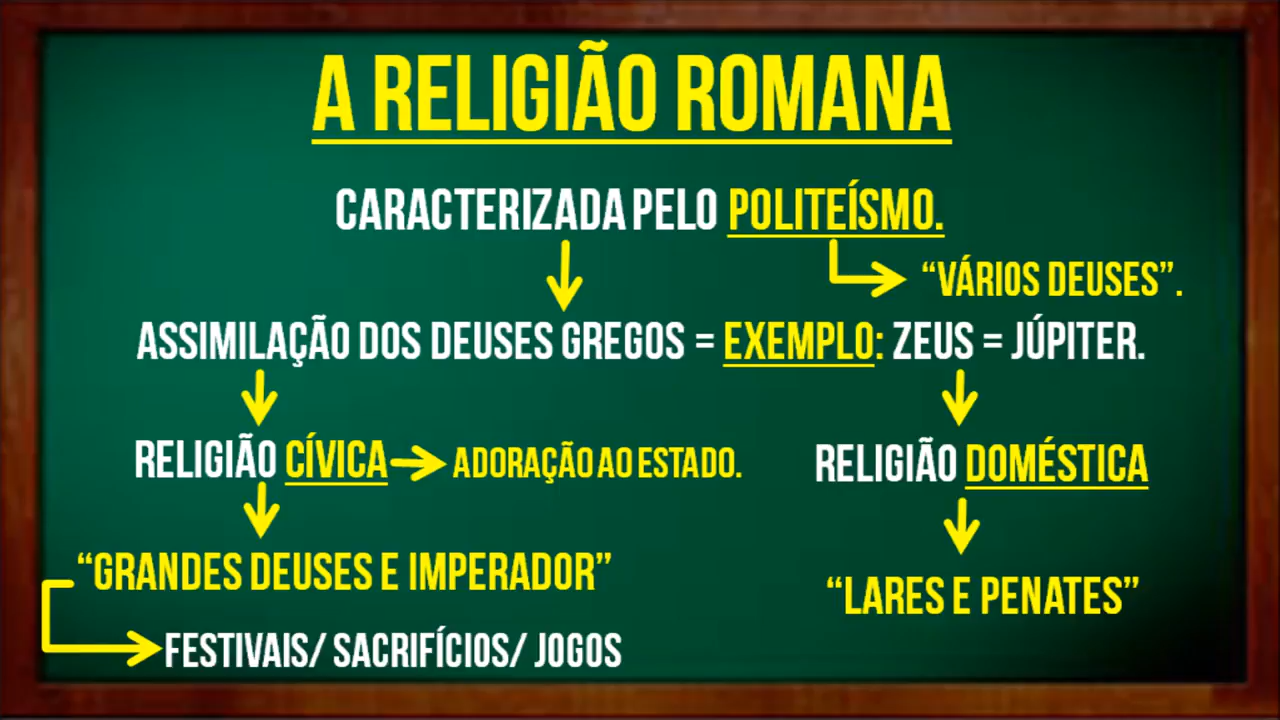 A RELIGIÃO ROMANA
CARACTERIZADA PELO POLITEÍSMO.
“VÁRIOS DEUSES”.
ASSIMILAÇÃO DOS DEUSES GREGOS = EXEMPLO: ZEUS = JÚPITER.
RELIGIÃO CÍVICA ADORAÇÃO AO ESTADO.
RELIGIÃO DOMÉSTICA
“GRANDES DEUSES E IMPERADOR”
“LARES E PENATES”
FESTIVAIS/ SACRIFÍCIOS/ JOGOS